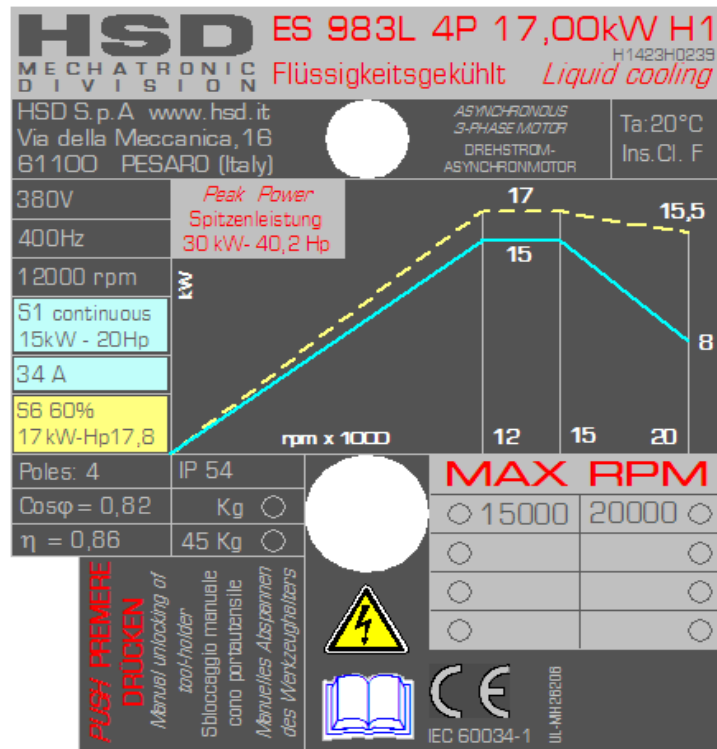 HSD
MECHATRONIC
DIVISION
ES 983L 4P 17,00kW H1
H1423H0239
Flüssigkeitsgekühlt Liquid cooling
HSD S.p.A www.hsd.it
Via della Meccanica,16
61100 PESARO (Italy)
ASYNCHRONOUS
3-PHASE MOTOR
DREHSTROM-
ASYNCHRONMOTOR
Ta:20°C
Ins.Cl. F
380V
400Hz
12000 rpm
S1 continuous
15kW - 20Hp
34 A
S6 60%
17kW-Hp17,8
Peak Power
Spitzenleistung
30 kW- 40,2 Hp
kW
17
15,5
15
8
rpm x 1000
12
15
20
Poles: 4
IP 54
Cosφ = 0,82
Kg
η = 0,86
45 Kg
MAX RPM
15000
20000
PUSH PREMERE
DRÜCKEN
Manual unlocking of
tool-holder
Sbloccaggio manuale
cono portautensile
Manuelles Abspannen
des Werkzeughalters
CE
IEC 60034-1
UL-MH26206